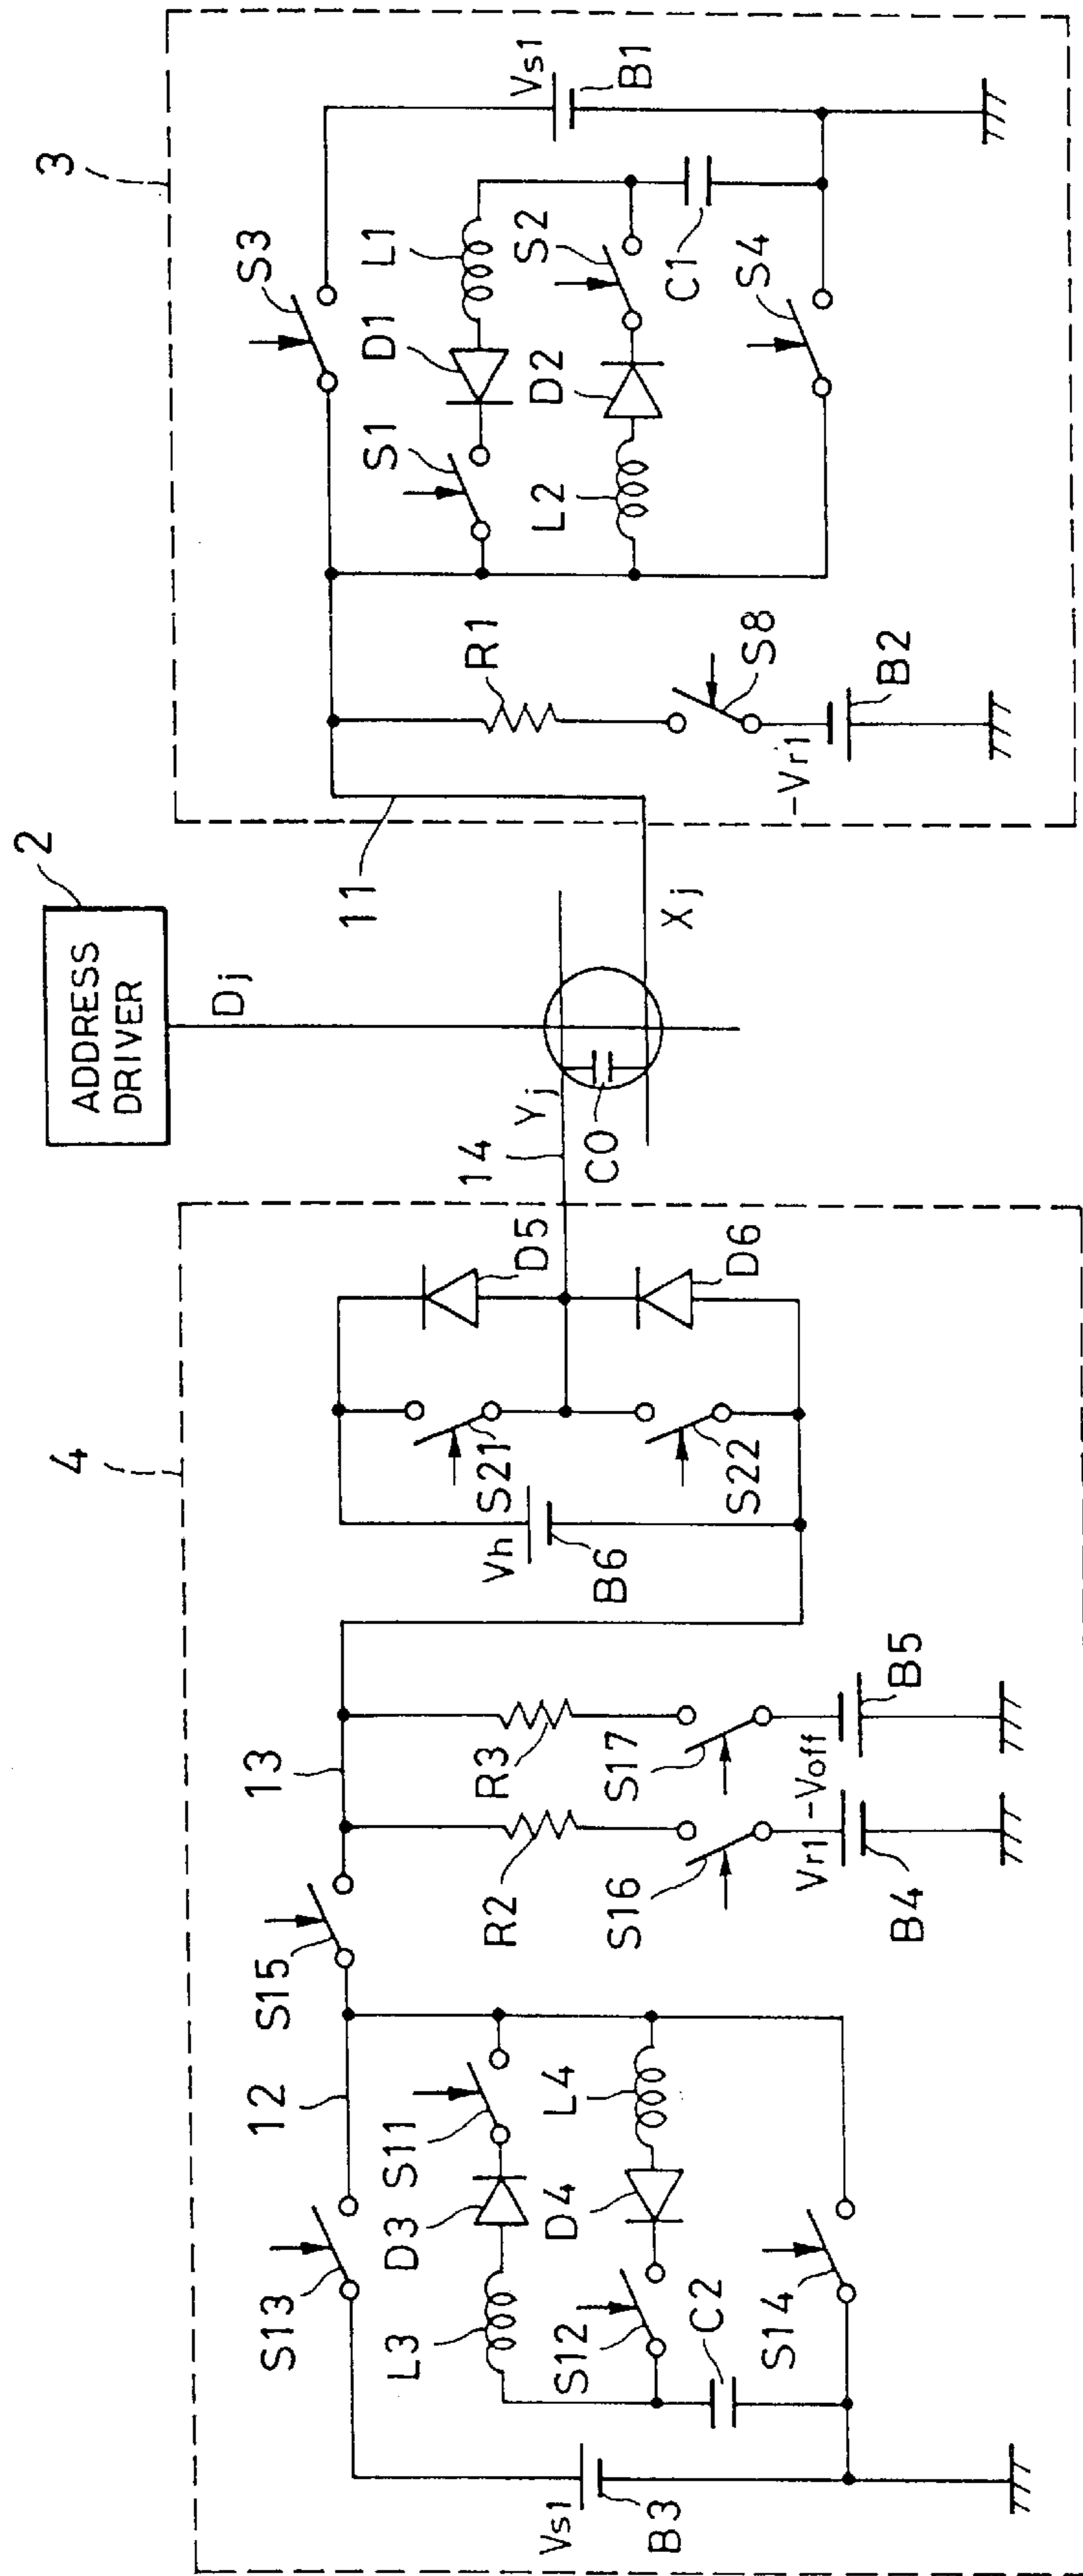 3
S3
Vs1
B1
L1
S2
C1
D1
D2
S4
S1
L2
R1
S8
B2
-Vr1
11
2
ADDRESS
DRIVER
Dj
Xj
Yj
14
C0
4
D5
D6
S21
S22
Vh
B6
13
R3
S17
-Voff
B5
R2
S16
Vr1
B4
S15
12
S11
L4
D3
D4
S13
L3
S12
C2
S14
Vs1
B3